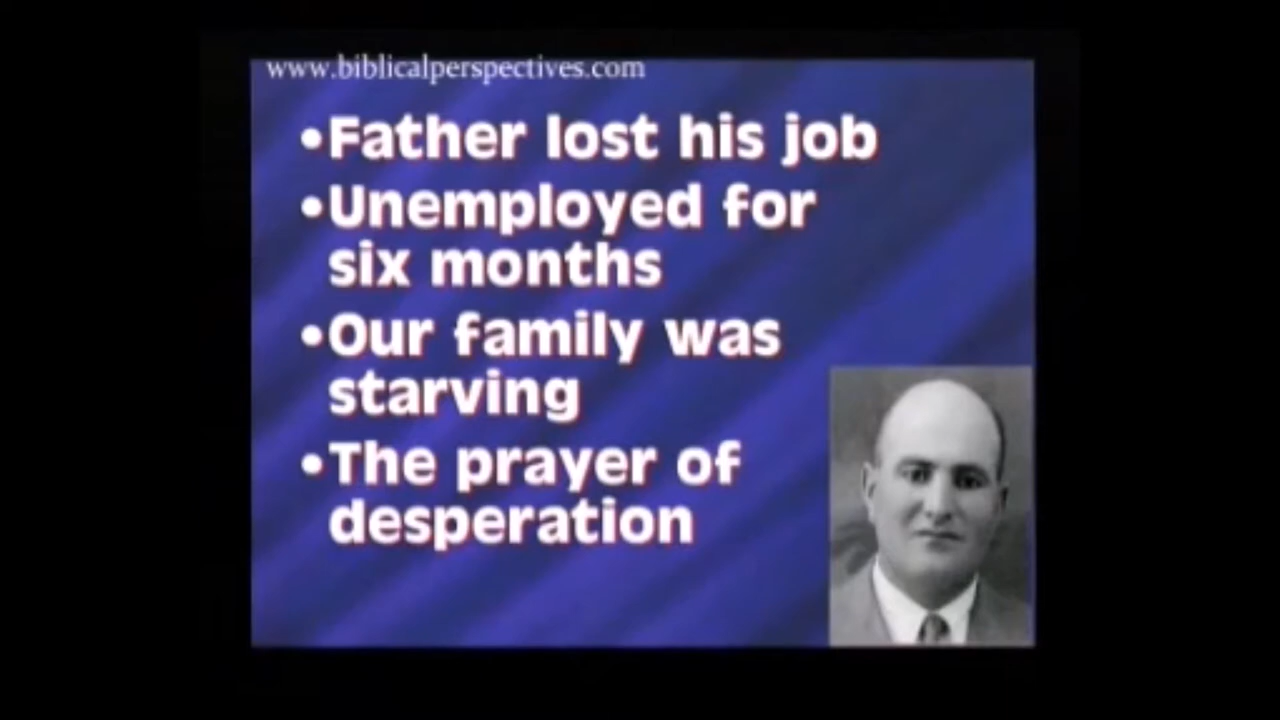 www.biblicalperspectives.com
•Father lost his job
•Unemployed for
six months
•Our family was
starving
•The prayer of
desperation